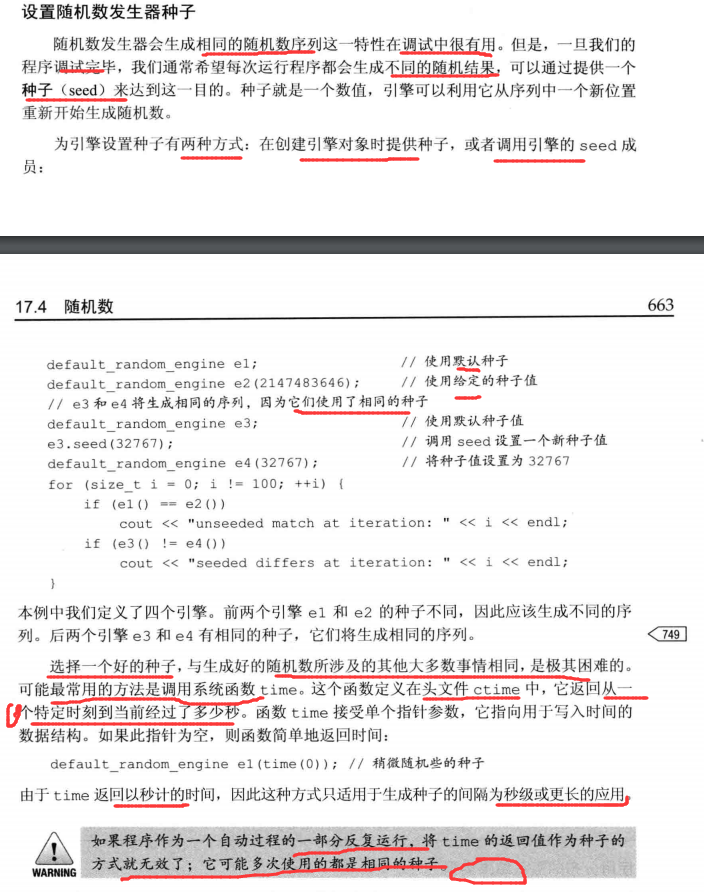 设置随机数发生器种子
随机数发生器会生成相同的随机数序列这一特性在调试中很有用。但是，一旦我们的
程序调试完毕，我们通常希望每次运行程序都会生成不同的随机结果，可以通过提供一个
种子（seed）来达到这一目的。种子就是一个数值，引擎可以利用它从序列中一个新位置
重新开始生成随机数。
为引擎设置种子有两种方式：在创建引擎对象时提供种子，或者调用引擎的 seed 成
员：
17.4 随机数 663
default_random_engine e1; // 使用默认种子
default_random_engine e2(2147483646); // 使用给定的种子值
// e3 和 e4 将生成相同的序列，因为它们使用了相同的种子
default_random_engine e3; // 使用默认种子值
e3.seed(32767); // 调用 seed 设置一个新种子值
default_random_engine e4(32767); // 将种子值设置为 32767
for (size_t i = 0; i != 100; ++i) {
if (e1() == e2())
cout << "unseeded match at iteration: " << i << endl;
if (e3() != e4())
cout << "seeded differs at iteration: " << i << endl;
}
本例中我们定义了四个引擎。前两个引擎 e1 和 e2 的种子不同，因此应该生成不同的序
列。后两个引擎 e3 和 e4 有相同的种子，它们将生成相同的序列。
749
选择一个好的种子，与生成好的随机数所涉及的其他大多数事情相同，是极其困难的。
可能最常用的方法是调用系统函数 time。这个函数定义在头文件 ctime 中，它返回从一
个特定时刻到当前经过了多少秒。函数 time 接受单个指针参数，它指向用于写入时间的
数据结构。如果此指针为空，则函数简单地返回时间：
default_random_engine e1(time(0)); // 稍微随机些的种子
由于 time 返回以秒计的时间，因此这种方式只适用于生成种子的间隔为秒级或更长的应用。
如果程序作为一个自动过程的一部分反复运行，将 time 的返回值作为种子的
方式就无效了；它可能多次使用的都是相同的种子。
WARNING